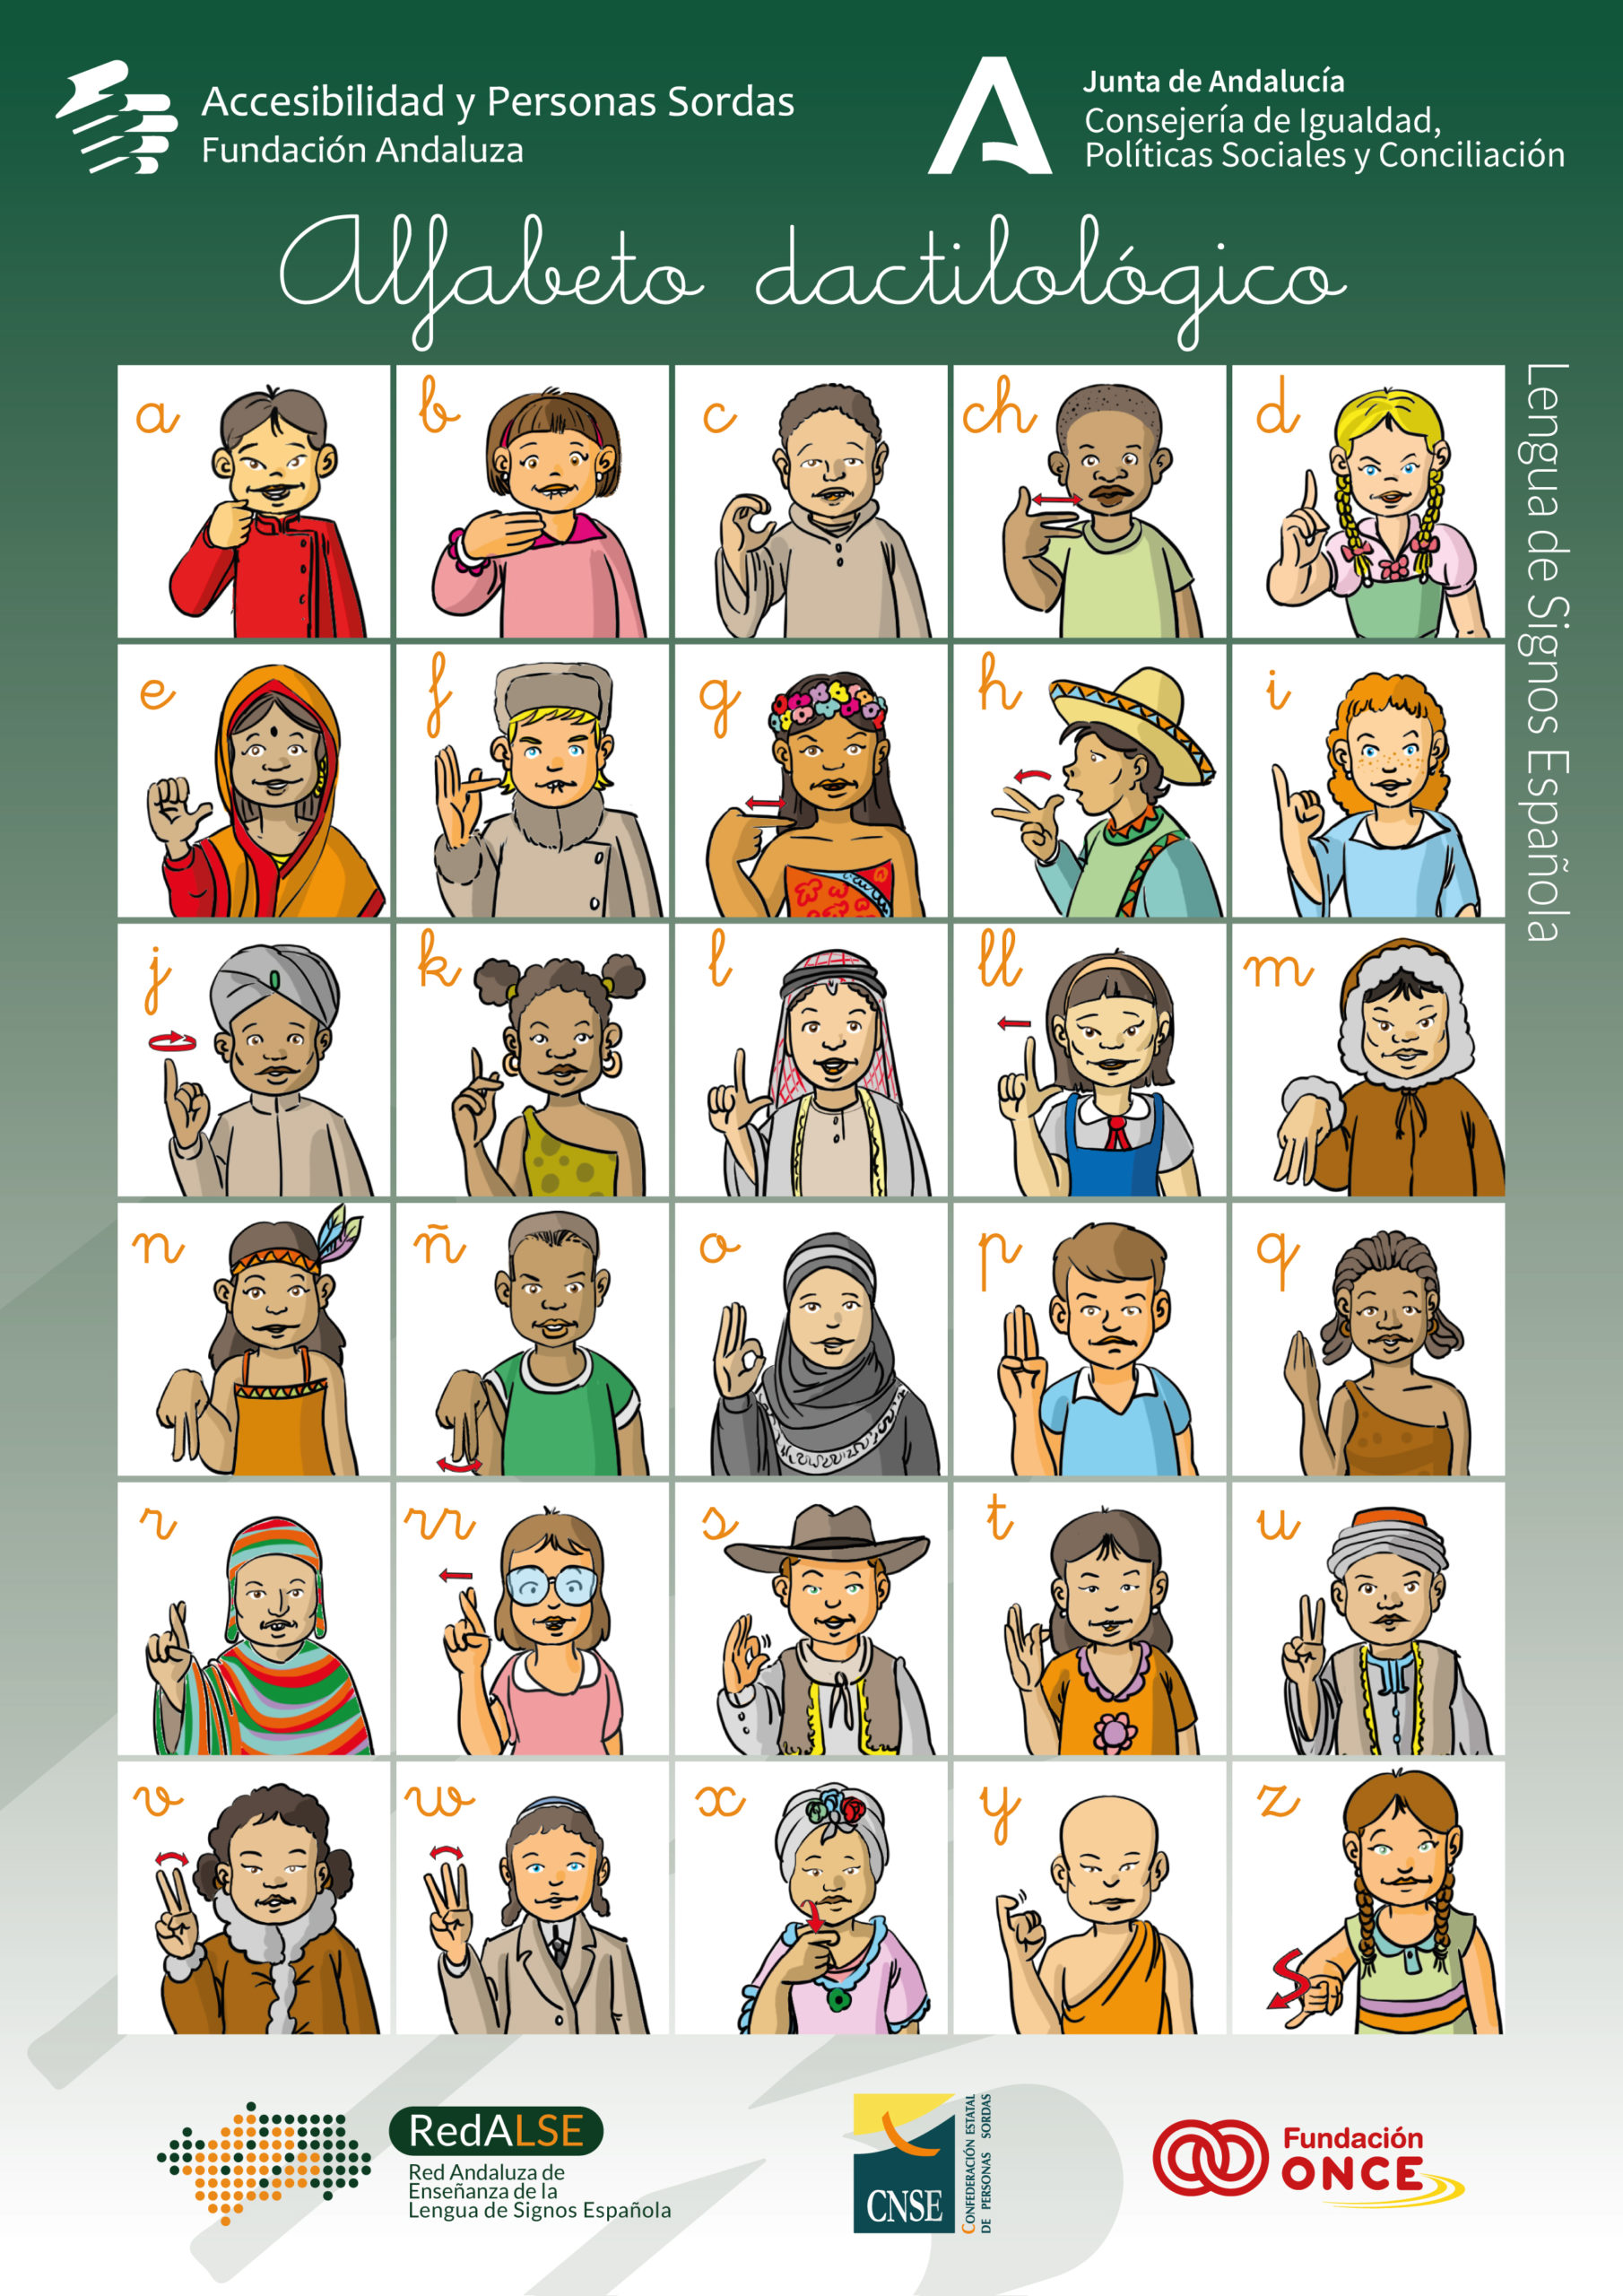 Accesibilidad y Personas Sordas
Fundación Andaluza
Junta de Andalucía
Consejería de Igualdad,
Políticas Sociales y Conciliación
Alfabeto dactilológico
Lengua de Signos Española
a b c ch d
e f g h i
j k l ll m
n ñ o p q
r rr s t u
v w x y z
RedALSE
Red Andaluza de
Enseñanza de la
Lengua de Signos Española
CNSE
CONFEDERACIÓN ESTATAL
DE PERSONAS SORDAS
Fundación
ONCE